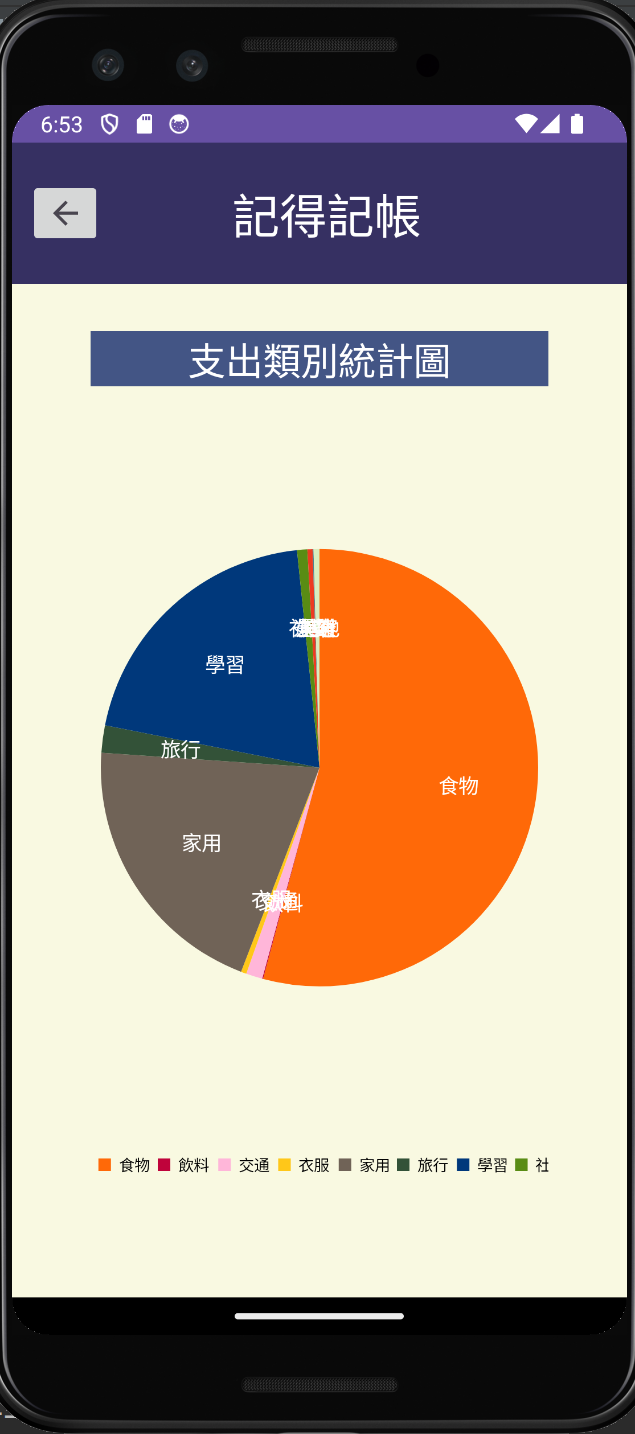 6:53
記得記帳
支出類別統計圖
學習
旅行
食物
家用
食物 飲料 交通 衣服 家用 旅行 學習 社